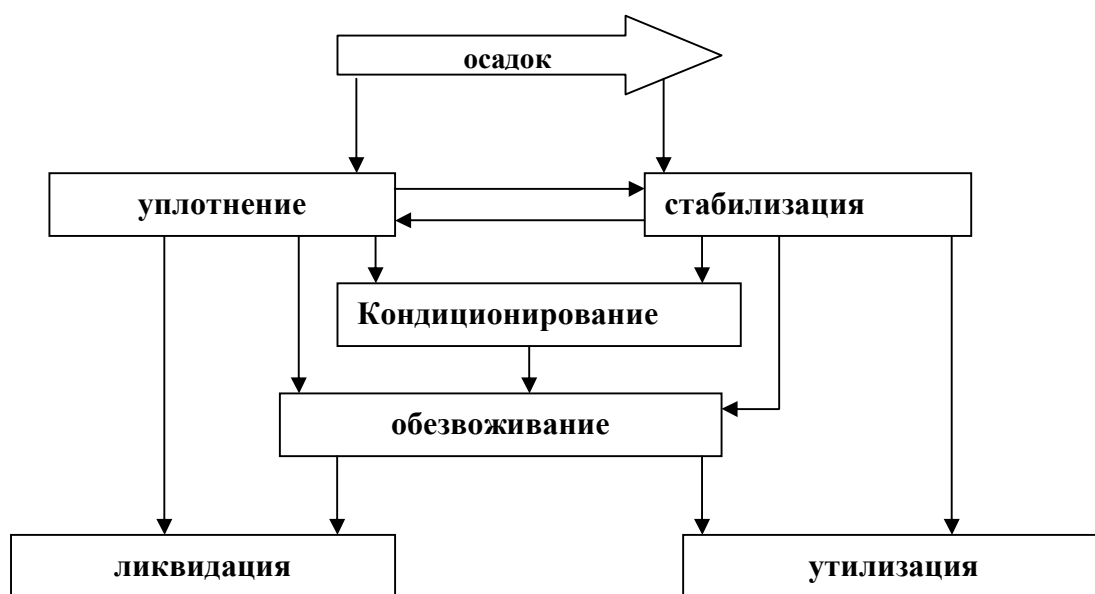 осадок
уплотнение
стабилизация
Кондиционирование
обезвоживание
ликвидация
утилизация